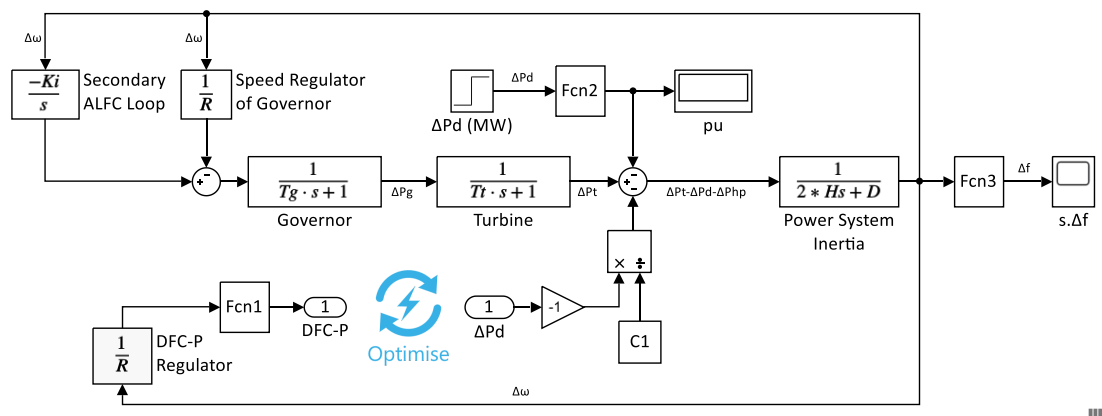 Δω
Δω
−Ki
s
Secondary
ALFC Loop
1
R
Speed Regulator
of Governor
ΔPd (MW)
ΔPd
Fcn2
pu
+ −
1
Tg · s + 1
Governor
ΔPg
1
Tt · s + 1
Turbine
ΔPt
+ − −
ΔPt-ΔPd-ΔPhp
1
2 * Hs + D
Power System
Inertia
Fcn3
Δf
s.Δf
× ÷
Fcn1
1
DFC-P
1
R
DFC-P
Regulator
Optimise
1
ΔPd
-1
C1
Δω